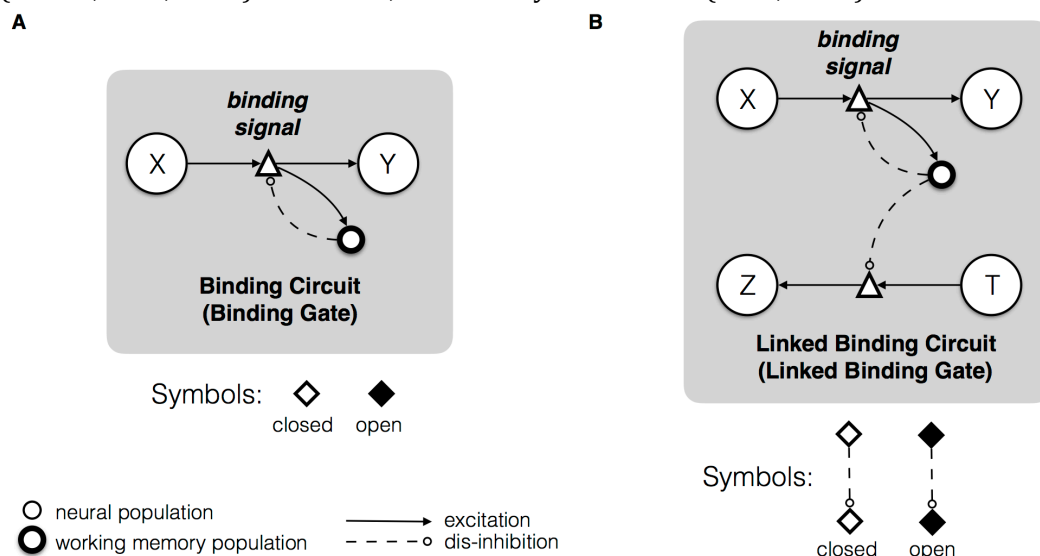 A
binding
signal
X
Y
Binding Circuit
(Binding Gate)
Symbols:
closed
open
neural population
working memory population
excitation
dis-inhibition
B
binding
signal
X
Y
Z
T
Linked Binding Circuit
(Linked Binding Gate)
Symbols:
closed
open